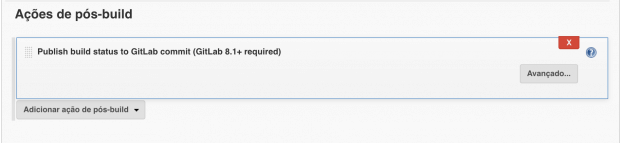 Ações de pós-build
X
Publish build status to GitLab commit (GitLab 8.1+ required)
?
Avançado...
Adicionar ação de pós-build